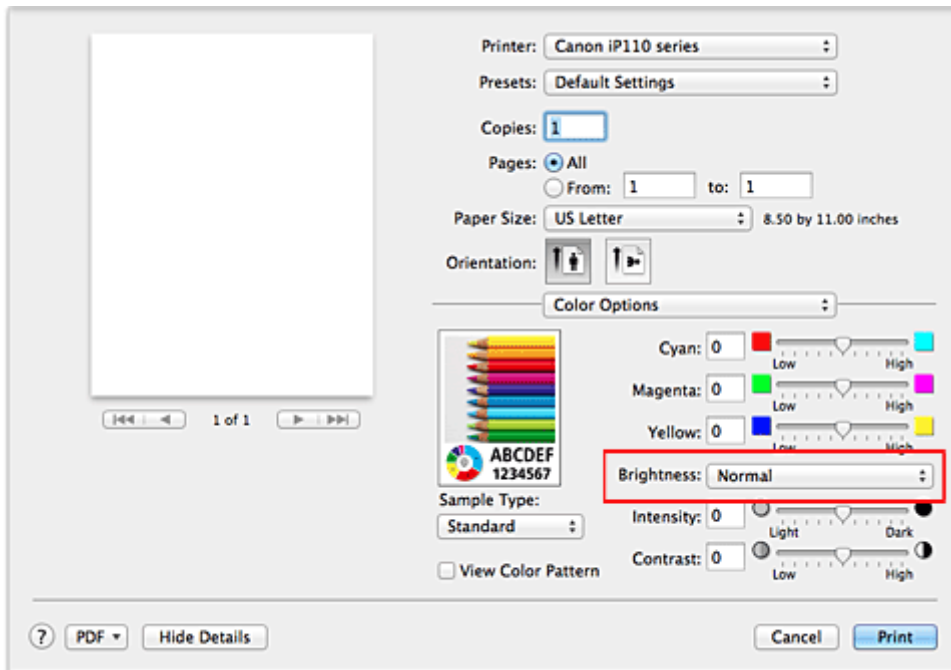 Printer: Canon iP110 series
Presets: Default Settings
Copies: 1
Pages: All
From: 1 to: 1
Paper Size: US Letter 8.50 by 11.00 inches
Orientation:
Color Options
1 of 1
ABCDEF
1234567
Sample Type:
Standard
View Color Pattern
Cyan: 0
Low High
Magenta: 0
Low High
Yellow: 0
Low High
Brightness: Normal
Intensity: 0
Light Dark
Contrast: 0
Low High
? PDF Hide Details Cancel Print